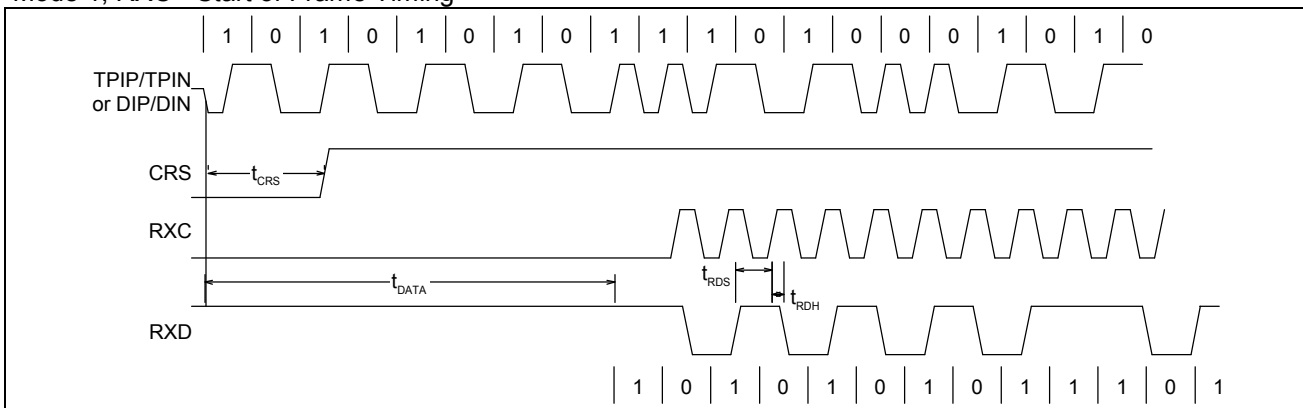 Mode 1, RXC - Start of Frame Timing
1 0 1 0 1 0 1 0 1 1 1 0 1 0 0 0 1 0 1 0
TPIP/TPIN
or DIP/DIN
CRS
tCRS
RXC
tRDS
tDATA
tRDH
RXD
1 0 1 0 1 0 1 0 1 1 1 0 1